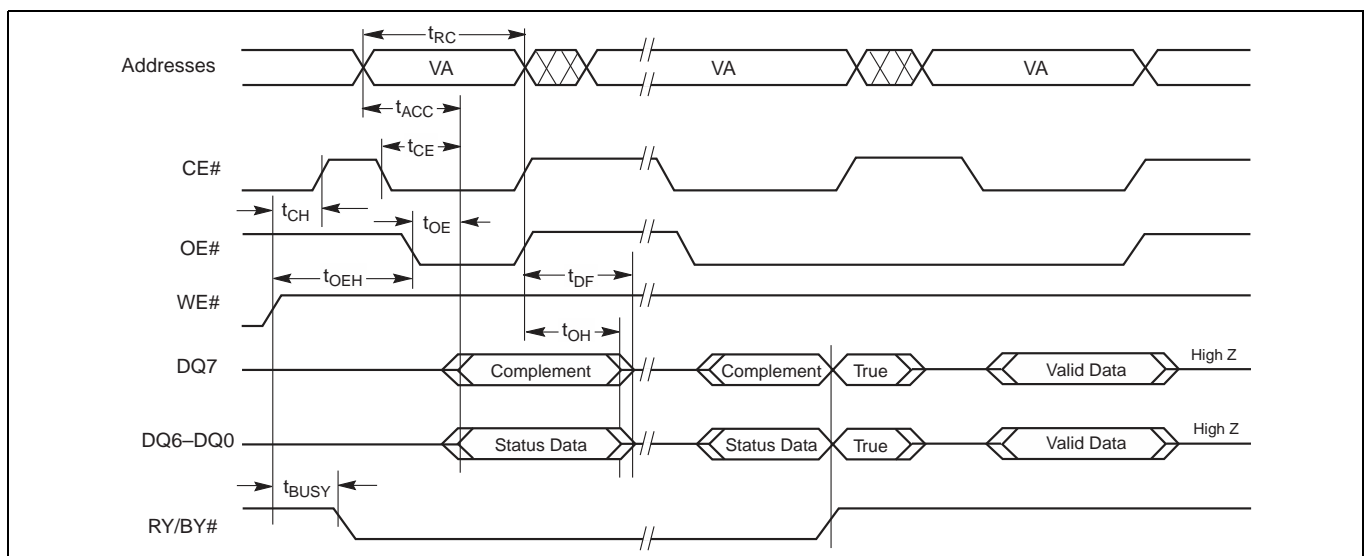 tRC
Addresses VA VA VA
tACC
tCE
CE#
tCH tOE
OE#
tOEH tDF
WE#
tOH
DQ7 Complement Complement True Valid Data High Z
DQ6–DQ0 Status Data Status Data True Valid Data High Z
tBUSY
RY/BY#